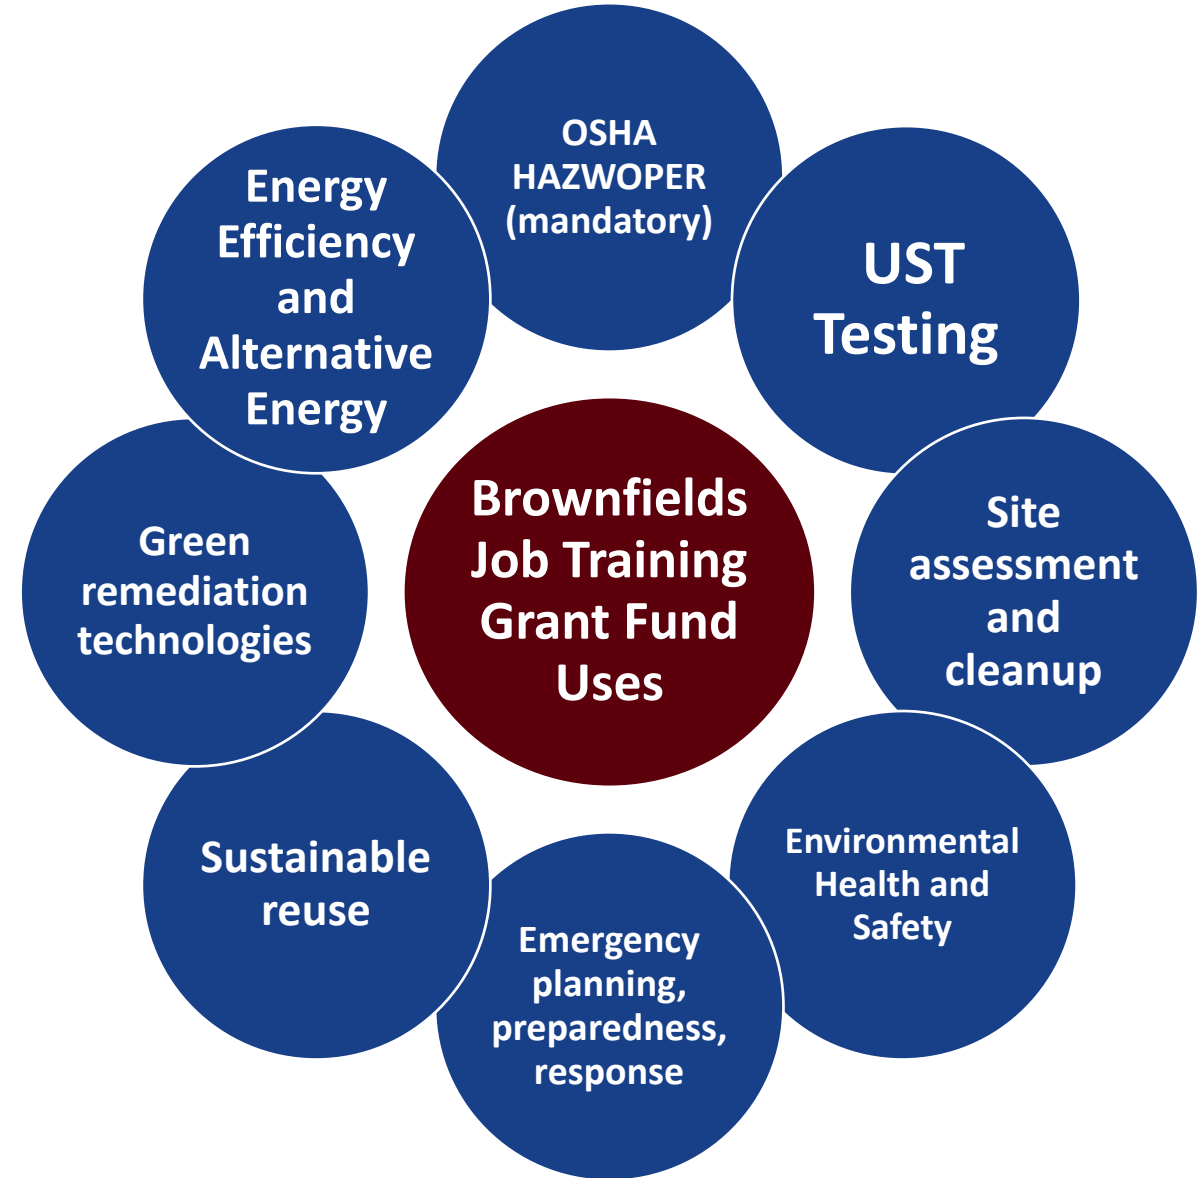 OSHA
HAZWOPER
(mandatory)
UST
Testing
Site
assessment
and
cleanup
Environmental
Health and
Safety
Emergency
planning,
preparedness,
response
Sustainable
reuse
Green
remediation
technologies
Energy
Efficiency
and
Alternative
Energy
Brownfields
Job Training
Grant Fund
Uses